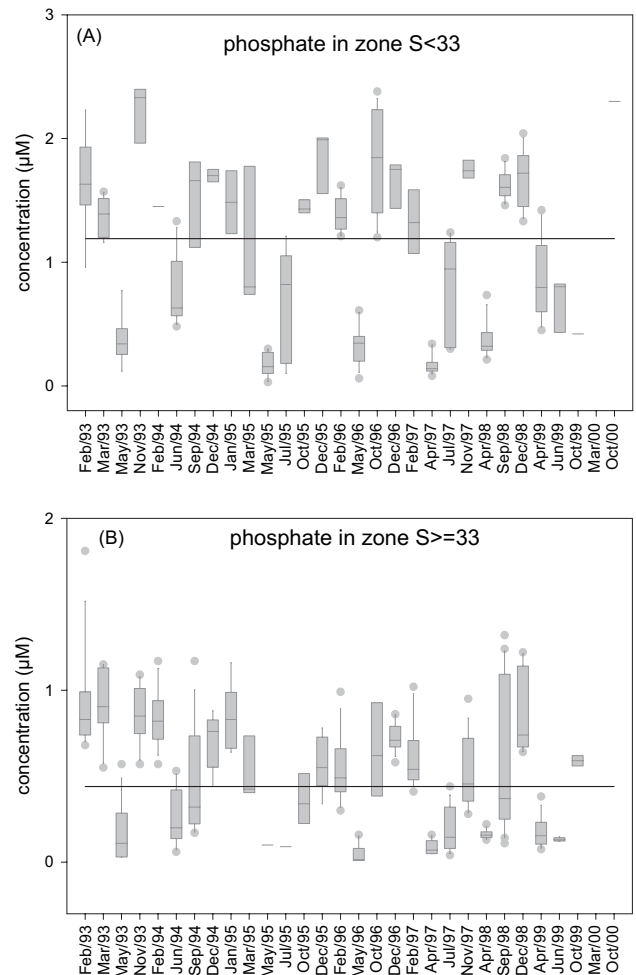 (A)
phosphate in zone S<33
concentration (µM)
3
2
1
0
Feb/93
Mar/93
May/93
Nov/93
Feb/94
Jun/94
Sep/94
Dec/94
Jan/95
Mar/95
May/95
Jul/95
Oct/95
Dec/95
Feb/96
May/96
Oct/96
Dec/96
Feb/97
Apr/97
Jul/97
Nov/97
Apr/98
Sep/98
Dec/98
Apr/99
Jun/99
Oct/99
Mar/00
Oct/00
(B)
phosphate in zone S>=33
concentration (µM)
2
1
0
Feb/93
Mar/93
May/93
Nov/93
Feb/94
Jun/94
Sep/94
Dec/94
Jan/95
Mar/95
May/95
Jul/95
Oct/95
Dec/95
Feb/96
May/96
Oct/96
Dec/96
Feb/97
Apr/97
Jul/97
Nov/97
Apr/98
Sep/98
Dec/98
Apr/99
Jun/99
Oct/99
Mar/00
Oct/00